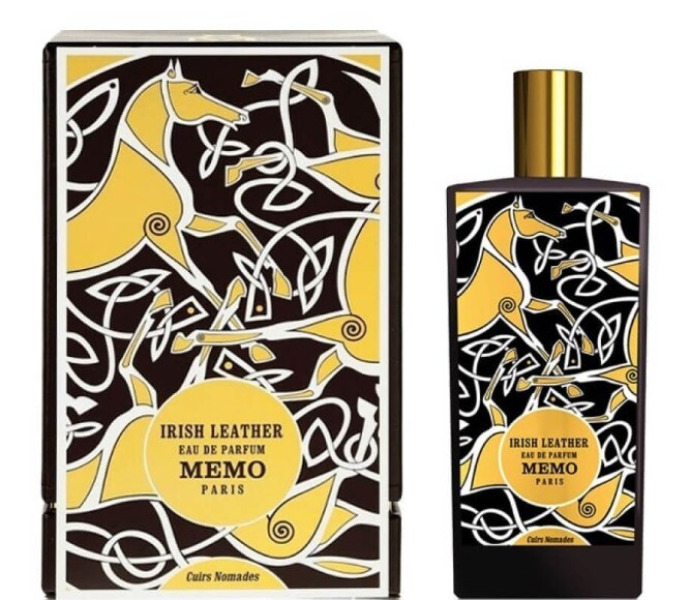 IRISH LEATHER
EAU DE PARFUM
MEMO
PARIS
Cuirs Nomades
IRISH LEATHER
EAU DE PARFUM
MEMO
PARIS
Cuirs Nomades